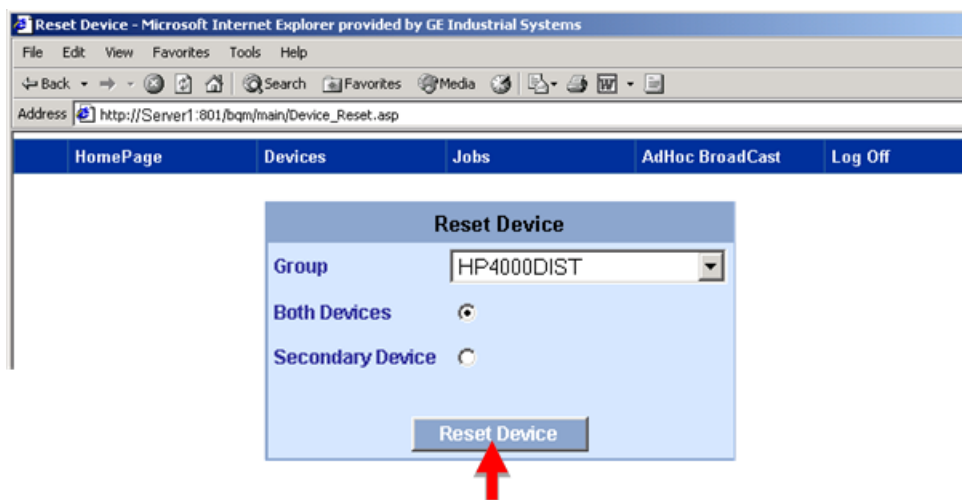 Reset Device - Microsoft Internet Explorer provided by GE Industrial Systems
File Edit View Favorites Tools Help
Back Search Favorites Media
Address http://Server1:801/bqm/main/Device_Reset.asp
HomePage Devices Jobs AdHoc BroadCast Log Off
Reset Device
Group HP4000DIST
Both Devices
Secondary Device
Reset Device